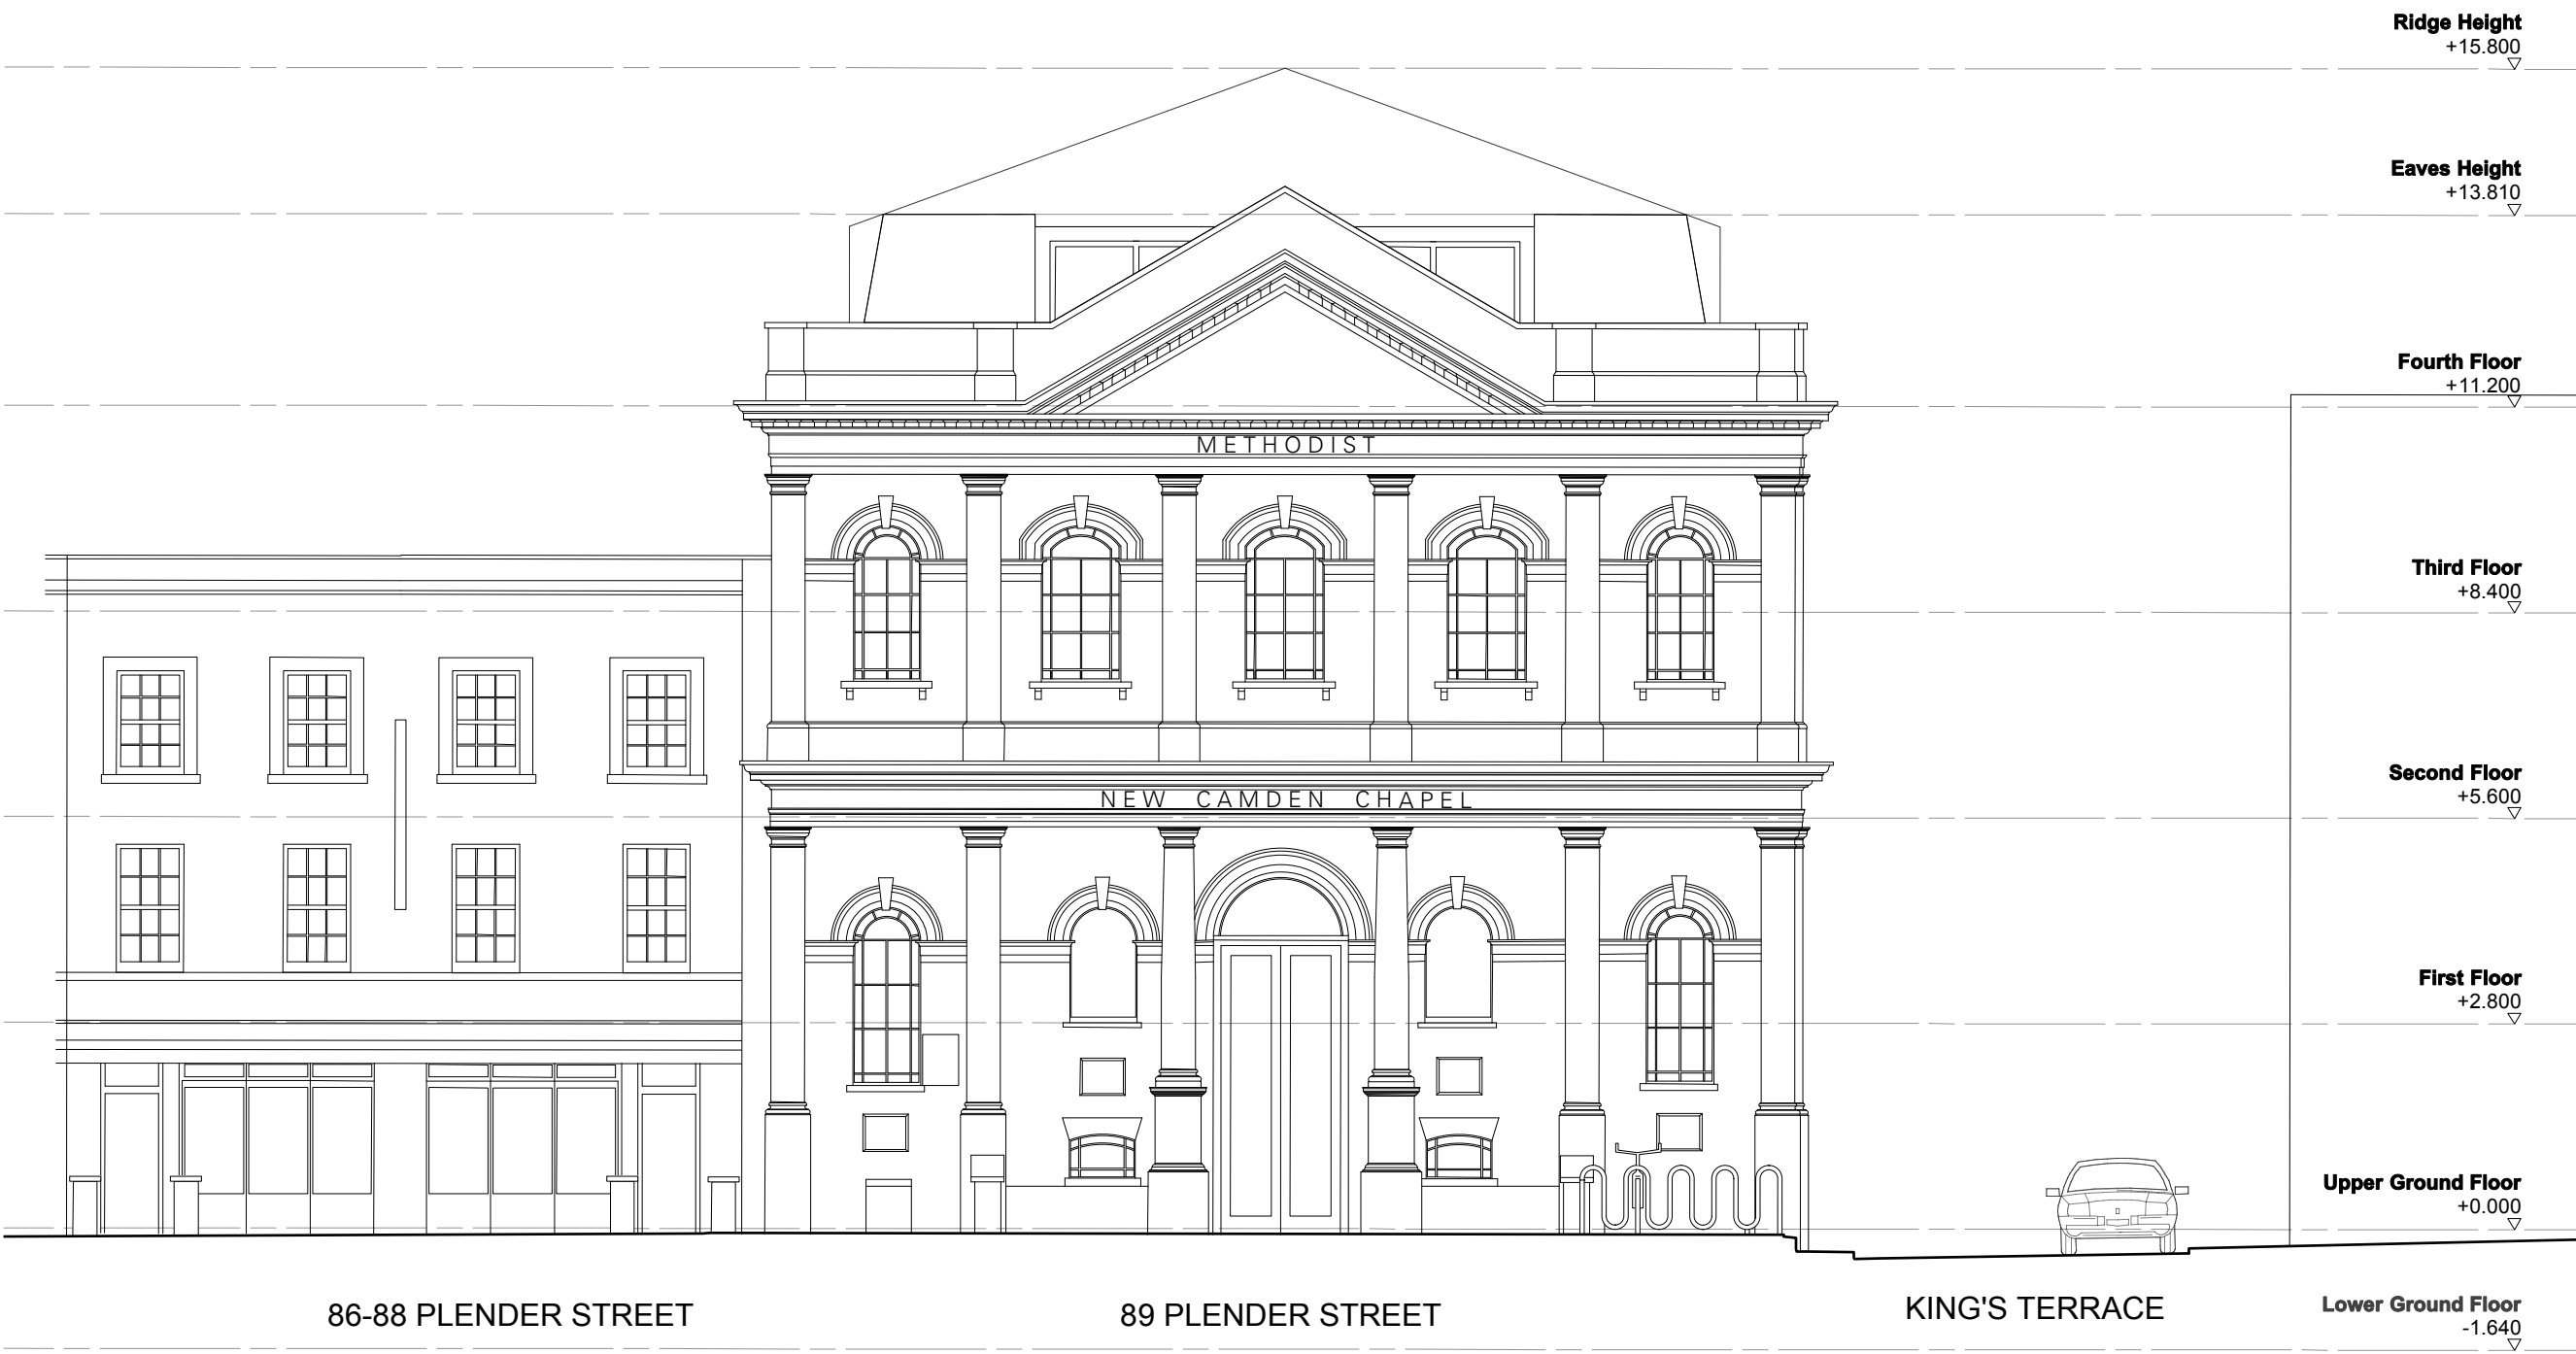 Ridge Height
+15.800
Eaves Height
+13.810
Fourth Floor
+11.200
METHODIST
Third Floor
+8.400
Second Floor
+5.600
NEW CAMDEN CHAPEL
First Floor
+2.800
Upper Ground Floor
+0.000
86-88 PLENDER STREET
89 PLENDER STREET
KING'S TERRACE
Lower Ground Floor
-1.640